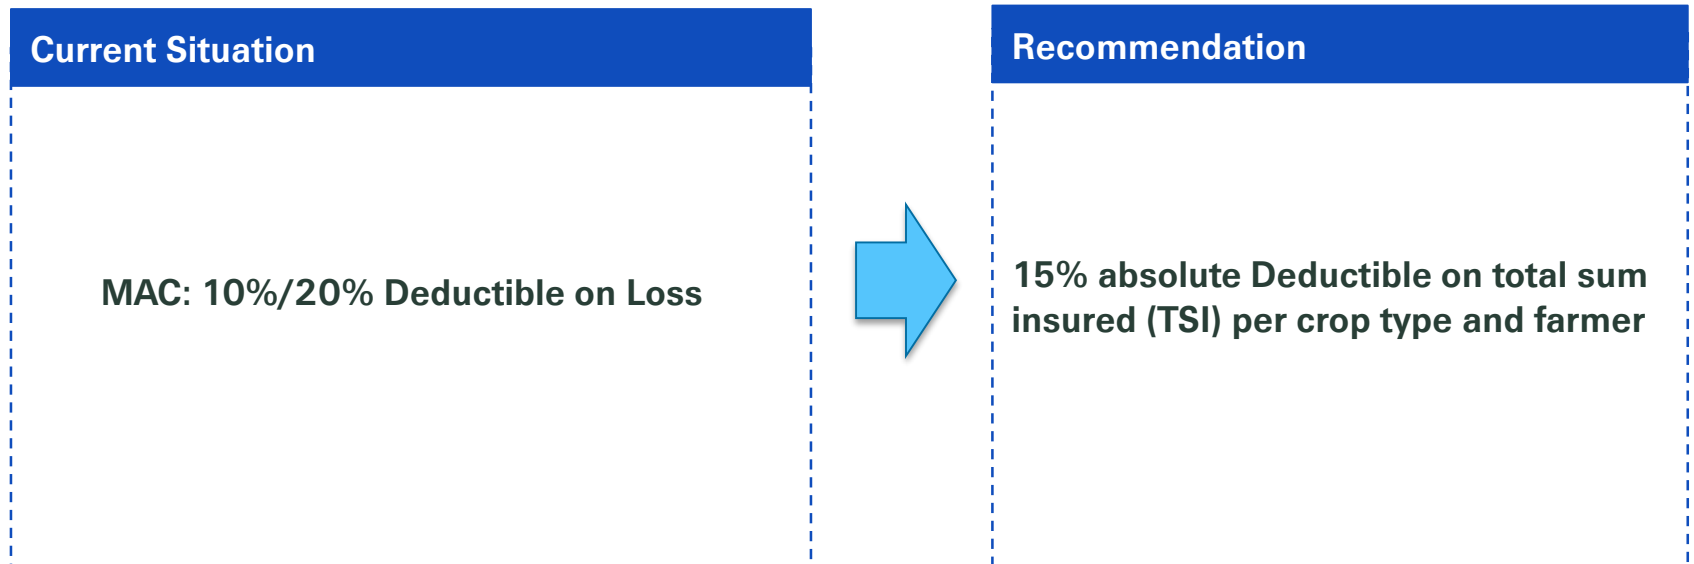 Current Situation
MAC: 10%/20% Deductible on Loss
Recommendation
15% absolute Deductible on total sum
insured (TSI) per crop type and farmer